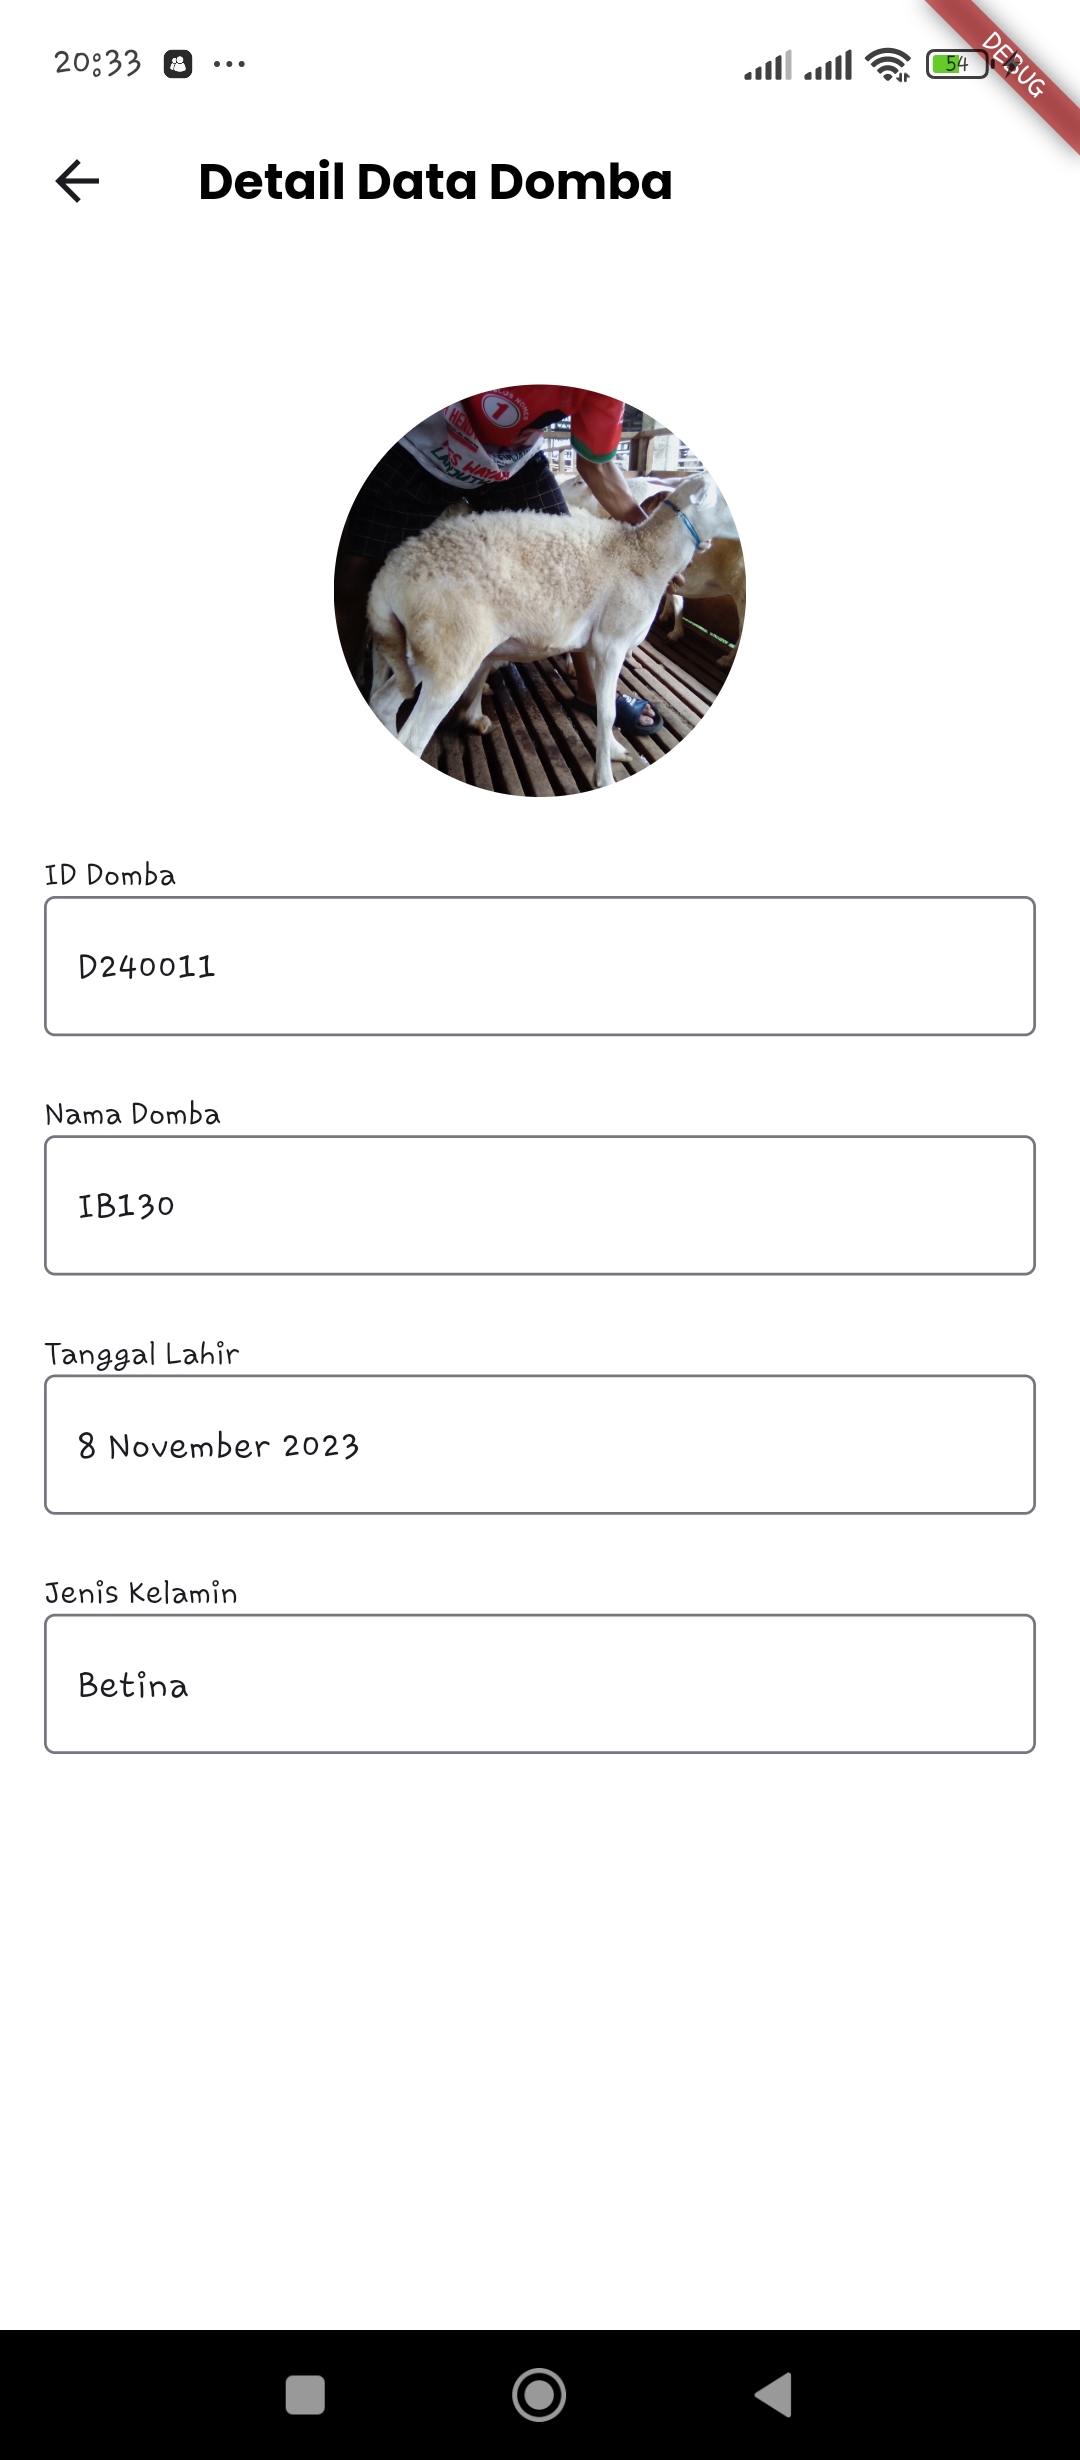 20:33
54
DEBUG
Detail Data Domba
1
ID Domba
D240011
Nama Domba
IB130
Tanggal Lahir
8 November 2023
Jenis Kelamin
Betina